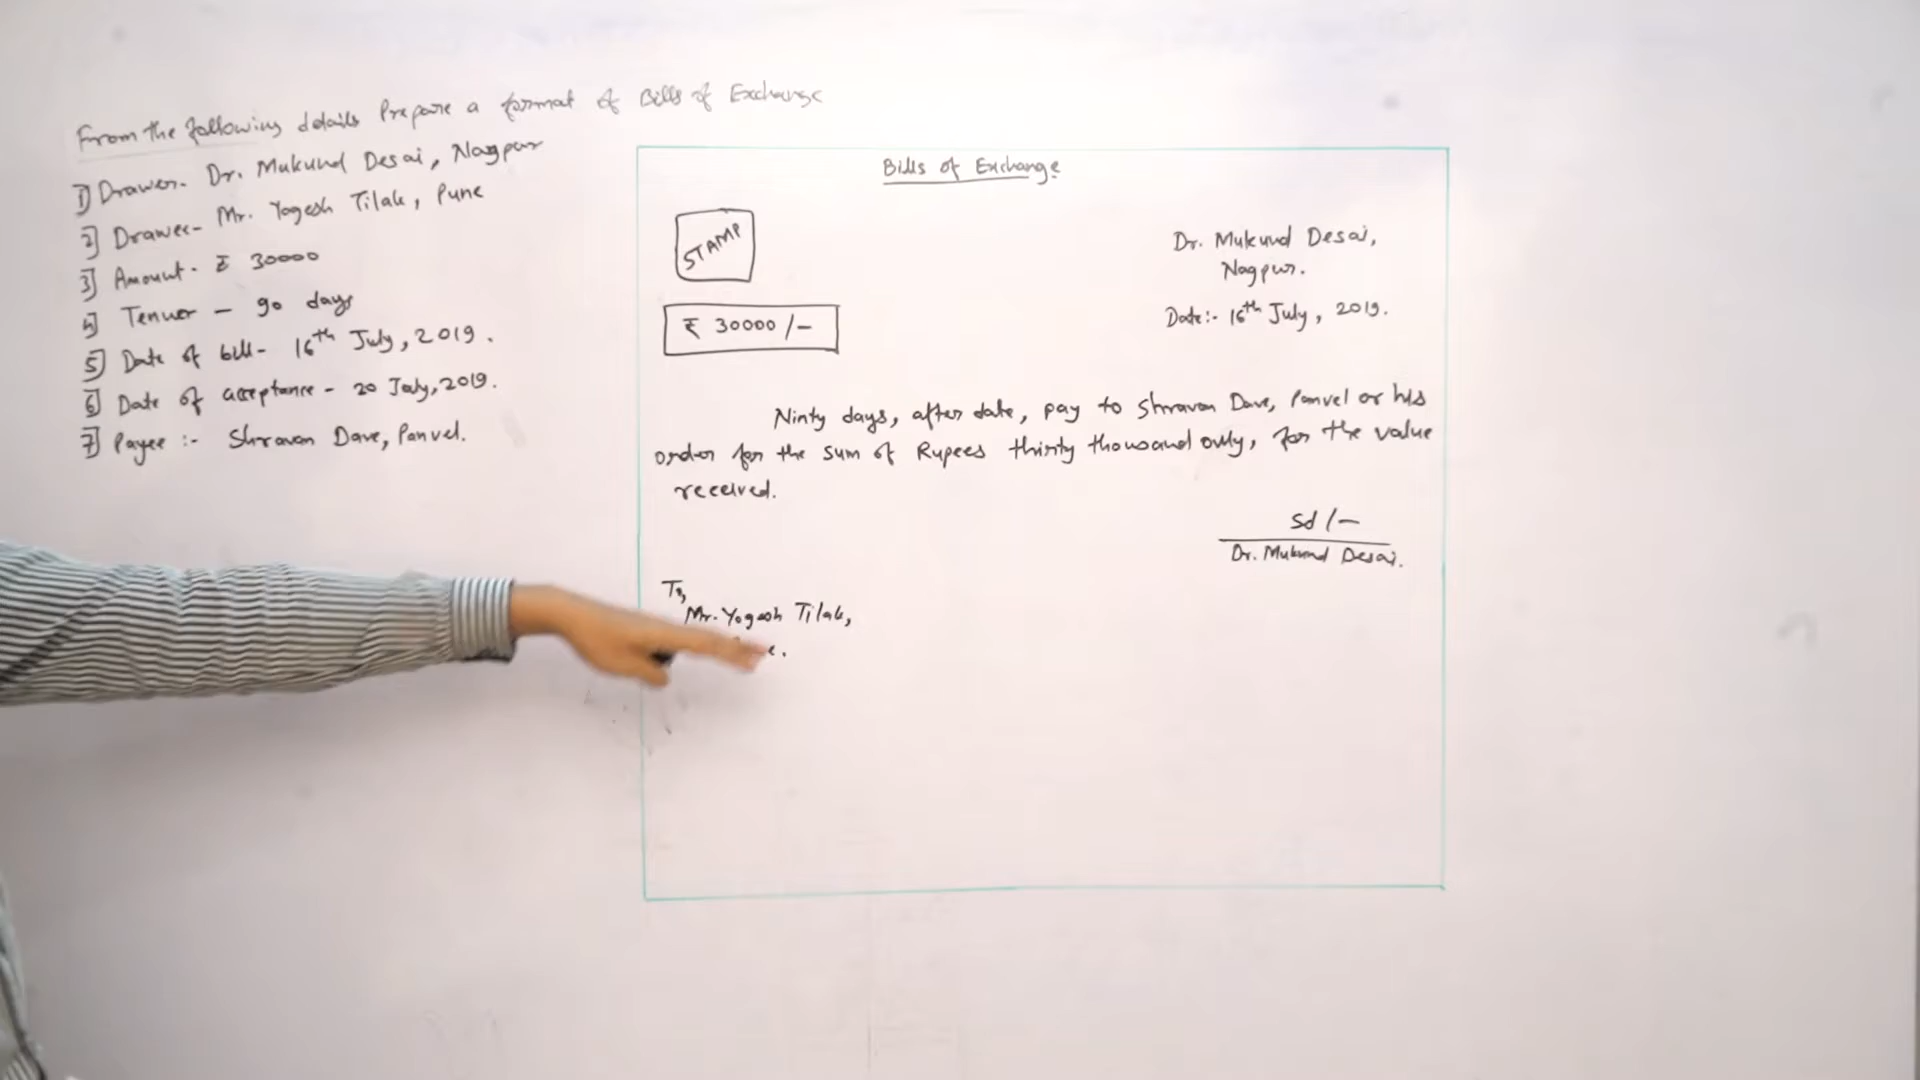 From the following details Prepare a format of Bills of Exchange
1] Drawer- Dr. Mukund Desai, Nagpur
2] Drawee- Mr. Yogesh Tilak, Pune
3] Amount- ₹ 30000
4] Tenuer - 90 days
5] Date of bill- 16th July, 2019.
6] Date of acceptance - 20 July, 2019.
7] Payee :- Shravan Dave, Panvel.
Bills of Exchange
STAMP
₹ 30000/-
Dr. Mukund Desai,
Nagpur.
Date:- 16th July, 2019.
Ninty days, after date, pay to Shravan Dave, Panvel or his
order for the sum of Rupees thirty thousand only, for the value
received.
Sd/-
Dr. Mukund Desai.
To,
Mr. Yogesh Tilak,